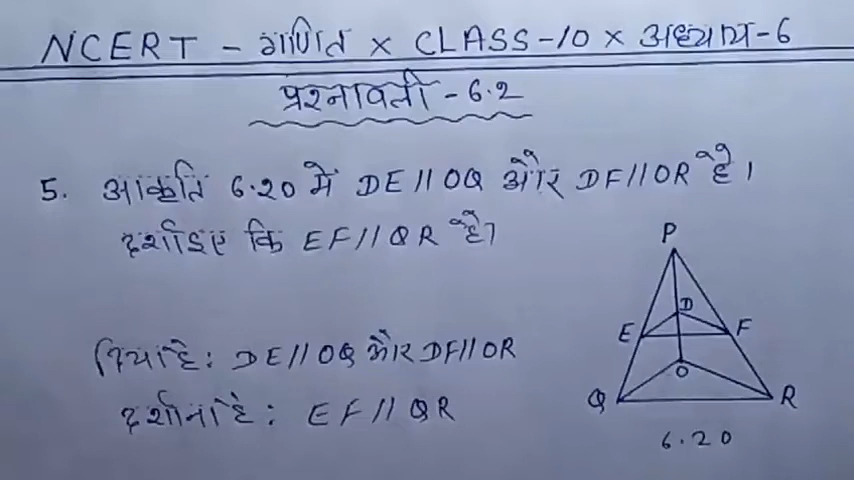 NCERT - गणित × CLASS-10 × अध्याय-6
प्रश्नावली - 6.2
5. आकृति 6.20 में DE//OQ और DF//OR है।
दर्शाइए कि EF//QR है।
दिया है: DE//OQ और DF//OR
दर्शाना है: EF//QR
P
D
E
F
O
Q
R
6.20